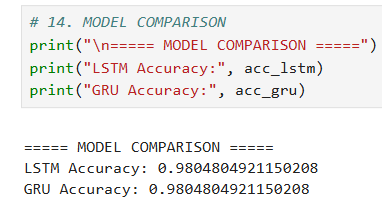 # 14. MODEL COMPARISON
print("\n===== MODEL COMPARISON =====")
print("LSTM Accuracy:", acc_lstm)
print("GRU Accuracy:", acc_gru)
===== MODEL COMPARISON =====
LSTM Accuracy: 0.9804804921150208
GRU Accuracy: 0.9804804921150208